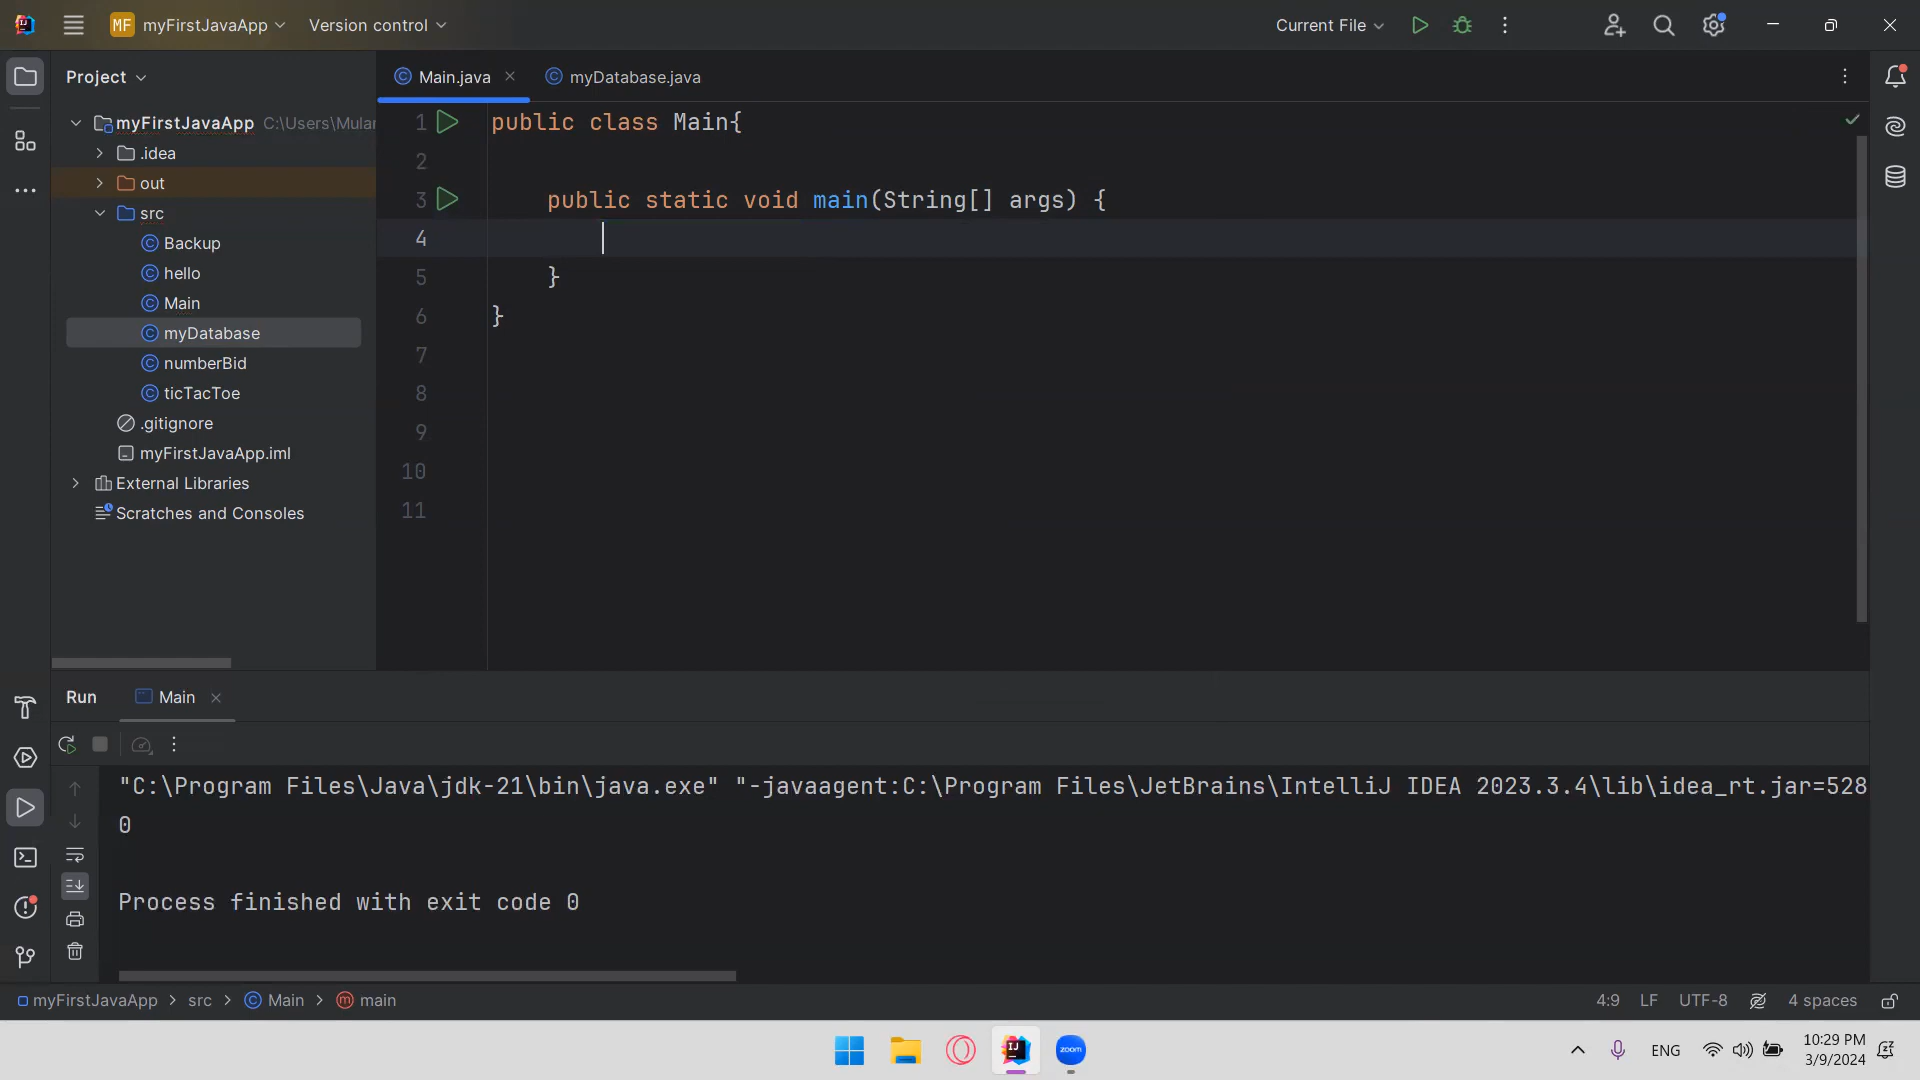 MF myFirstJavaApp Version control Current File
Project
myFirstJavaApp C:\Users\Mular
.idea
out
src
Backup
hello
Main
myDatabase
numberBid
ticTacToe
.gitignore
myFirstJavaApp.iml
External Libraries
Scratches and Consoles
Main.java myDatabase.java
1 public class Main{
2
3 public static void main(String[] args) {
4
5 }
6 }
7
8
9
10
11
Run Main
"C:\Program Files\Java\jdk-21\bin\java.exe" "-javaagent:C:\Program Files\JetBrains\IntelliJ IDEA 2023.3.4\lib\idea_rt.jar=528
0
Process finished with exit code 0
myFirstJavaApp > src > Main > main 4:9 LF UTF-8 4 spaces
zoom ENG 10:29 PM
3/9/2024